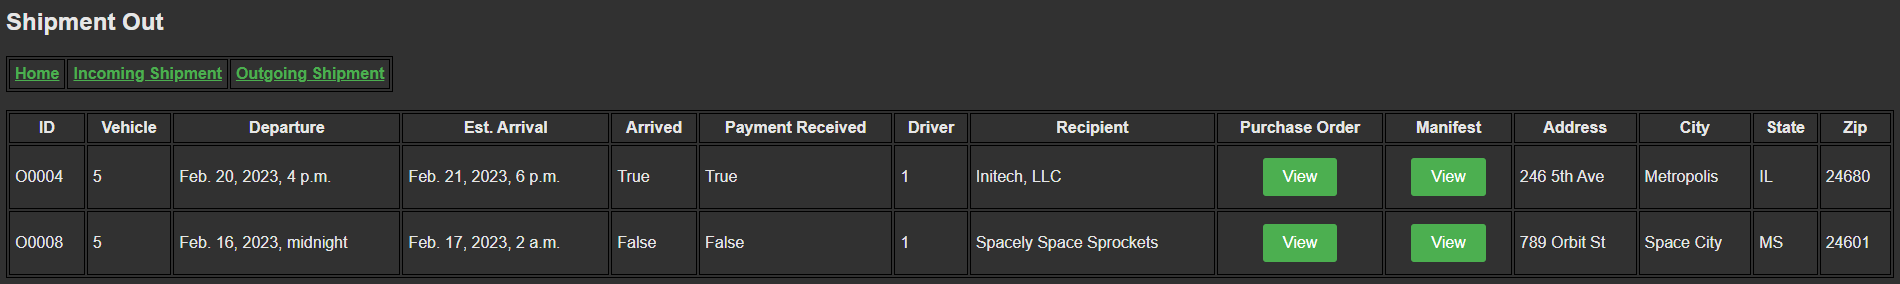 Shipment Out
Home Incoming Shipment Outgoing Shipment
ID Vehicle Departure Est. Arrival Arrived Payment Received Driver Recipient Purchase Order Manifest Address City State Zip
O0004 5 Feb. 20, 2023, 4 p.m. Feb. 21, 2023, 6 p.m. True True 1 Initech, LLC View View 246 5th Ave Metropolis IL 24680
O0008 5 Feb. 16, 2023, midnight Feb. 17, 2023, 2 a.m. False False 1 Spacely Space Sprockets View View 789 Orbit St Space City MS 24601